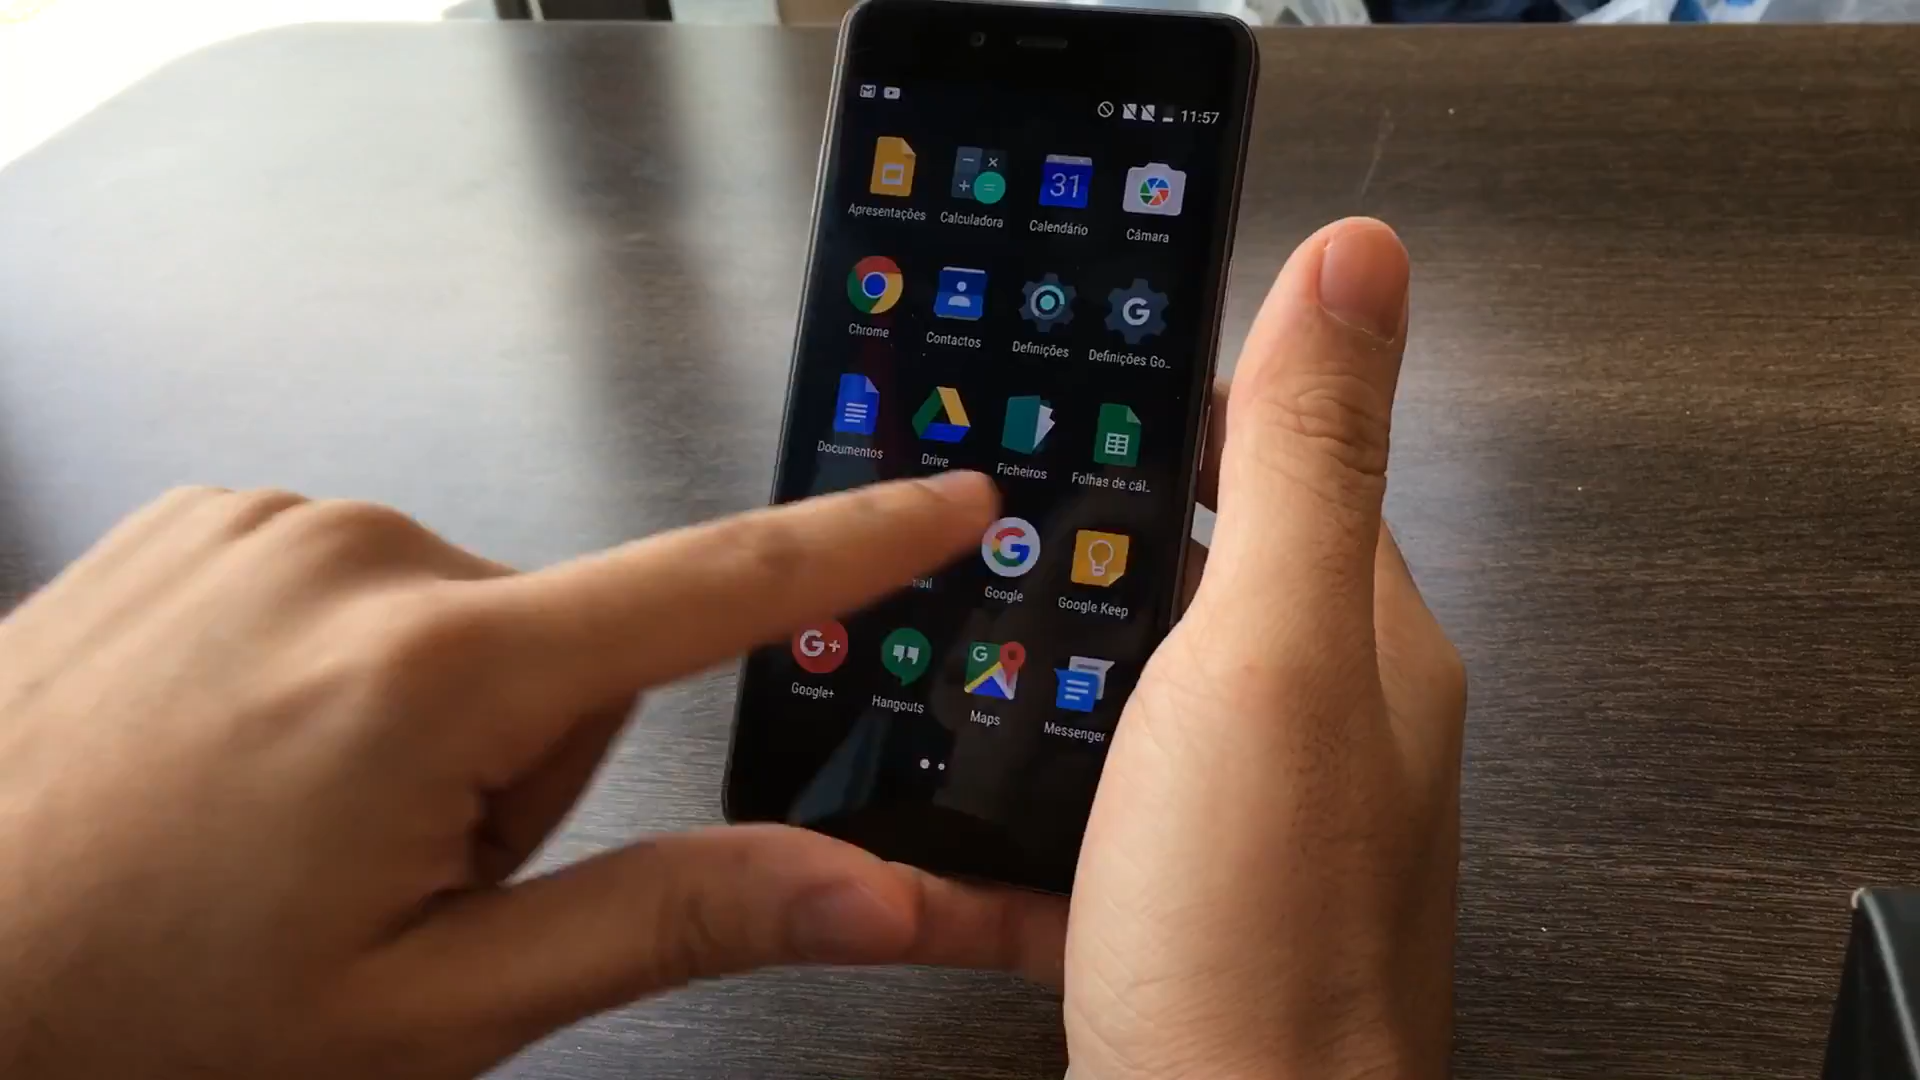 11:57
Apresentações
Calculadora
31
Calendário
Câmara
Chrome
Contactos
G
Definições
Definições Go...
Documentos
Drive
Ficheiros
Folhas de cál...
G
mail
Google
Google Keep
G+
G
Google+
Hangouts
Maps
Messenger